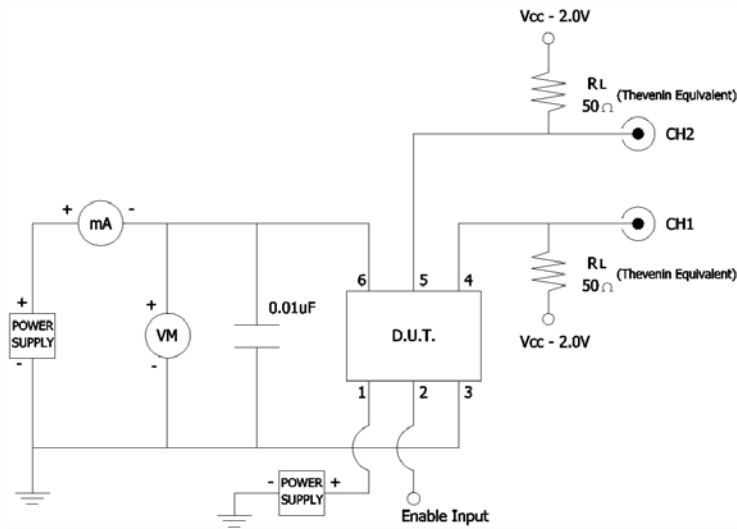 Vcc - 2.0V
RL (Thevenin Equivalent)
50Ω
CH2
+ mA -
CH1
6 5 4
RL (Thevenin Equivalent)
50Ω
+
POWER
SUPPLY
-
+
VM
-
0.01uF
D.U.T.
Vcc - 2.0V
1 2 3
- POWER +
SUPPLY
Enable Input